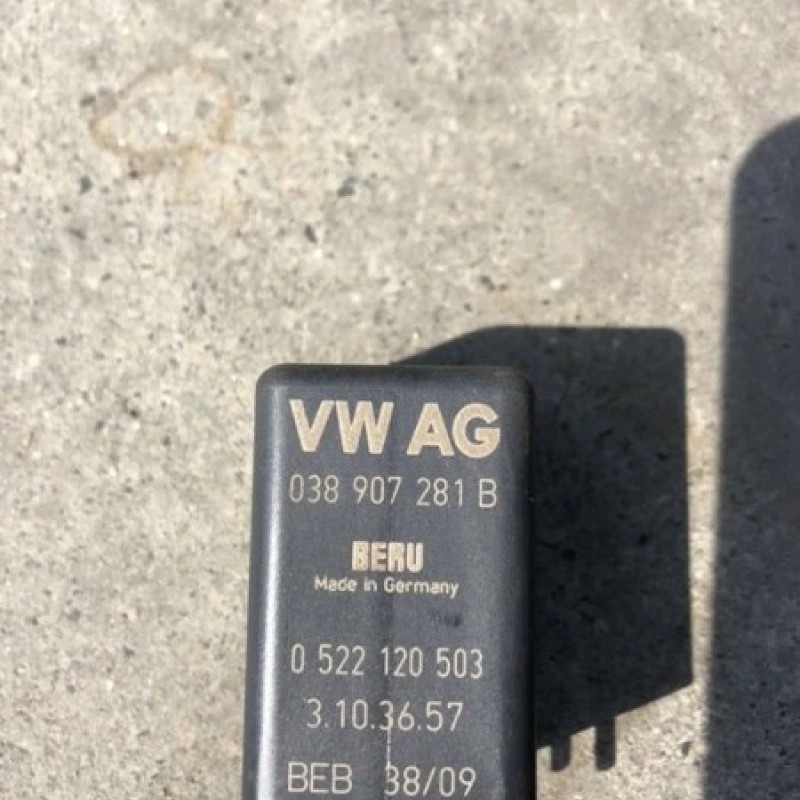 VW AG
038 907 281 B
BERU
Made in Germany
0 522 120 503
3.10.36.57
BEB 38/09